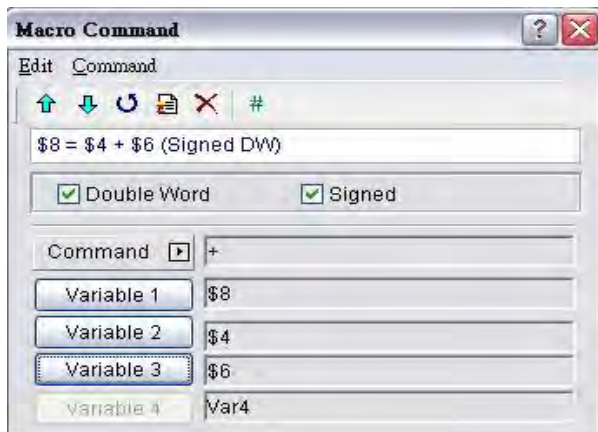 Macro Command
Edit Command
#
$8 = $4 + $6 (Signed DW)
Double Word Signed
Command +
Variable 1 $8
Variable 2 $4
Variable 3 $6
Variable 4 Var4